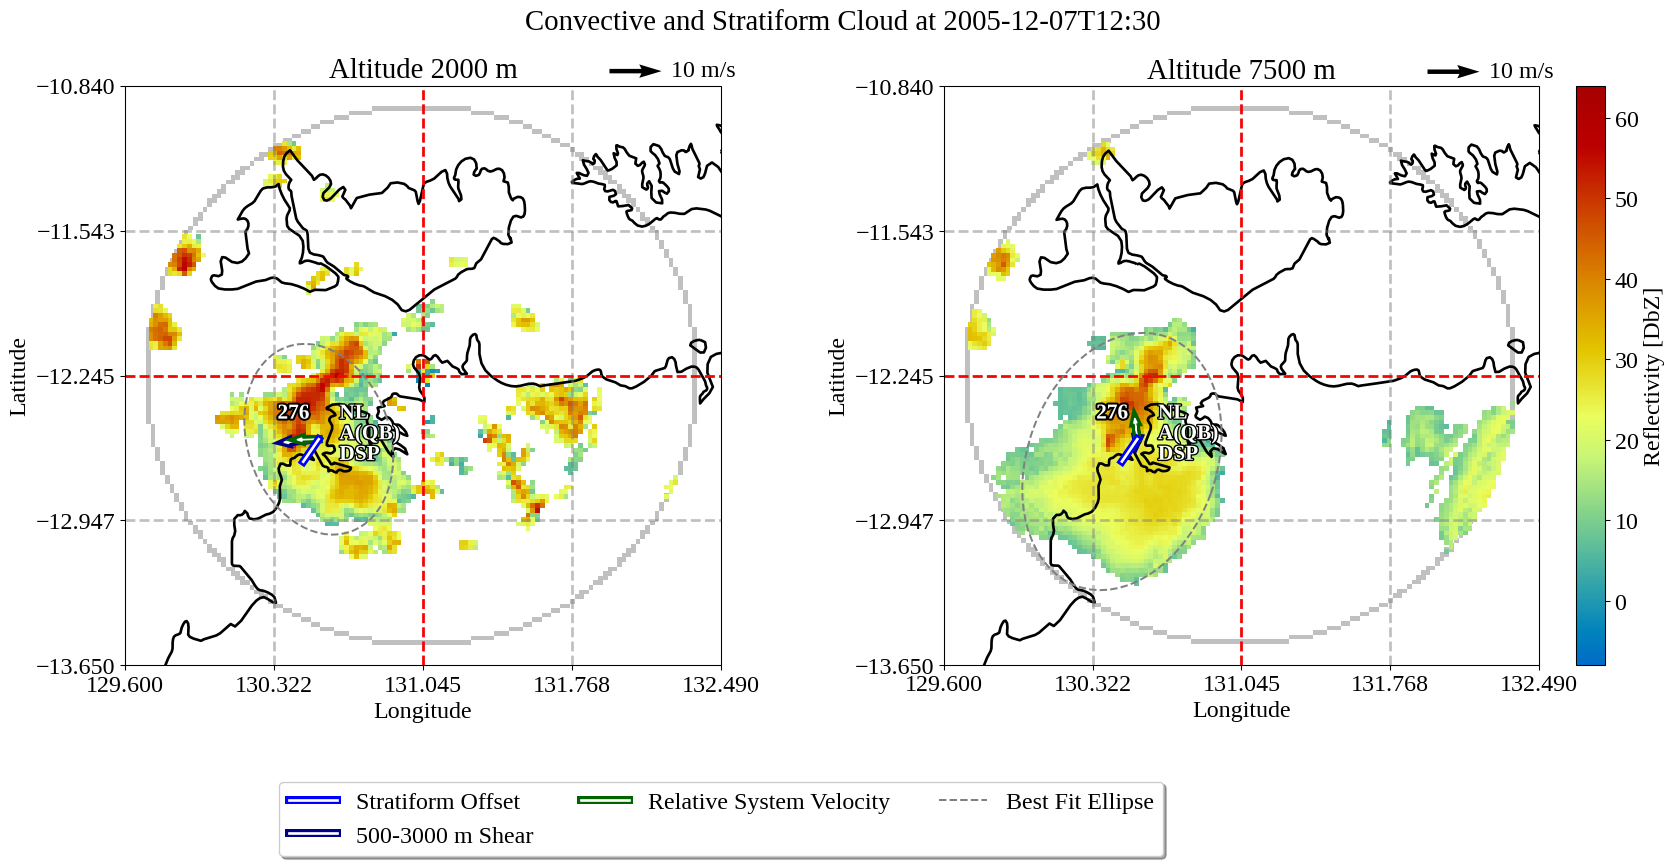 Convective and Stratiform Cloud at 2005-12-07T12:30
Altitude 2000 m
10 m/s
Altitude 7500 m
10 m/s
−10.840
−11.543
−12.245
−12.947
−13.650
Latitude
129.600
130.322
131.045
131.768
132.490
Longitude
276
NL
A(QB)
DSP
−10.840
−11.543
−12.245
−12.947
−13.650
Latitude
129.600
130.322
131.045
131.768
132.490
Longitude
276
NL
A(QB)
DSP
60
50
40
30
20
10
0
Reflectivity [DbZ]
Stratiform Offset
500-3000 m Shear
Relative System Velocity
Best Fit Ellipse